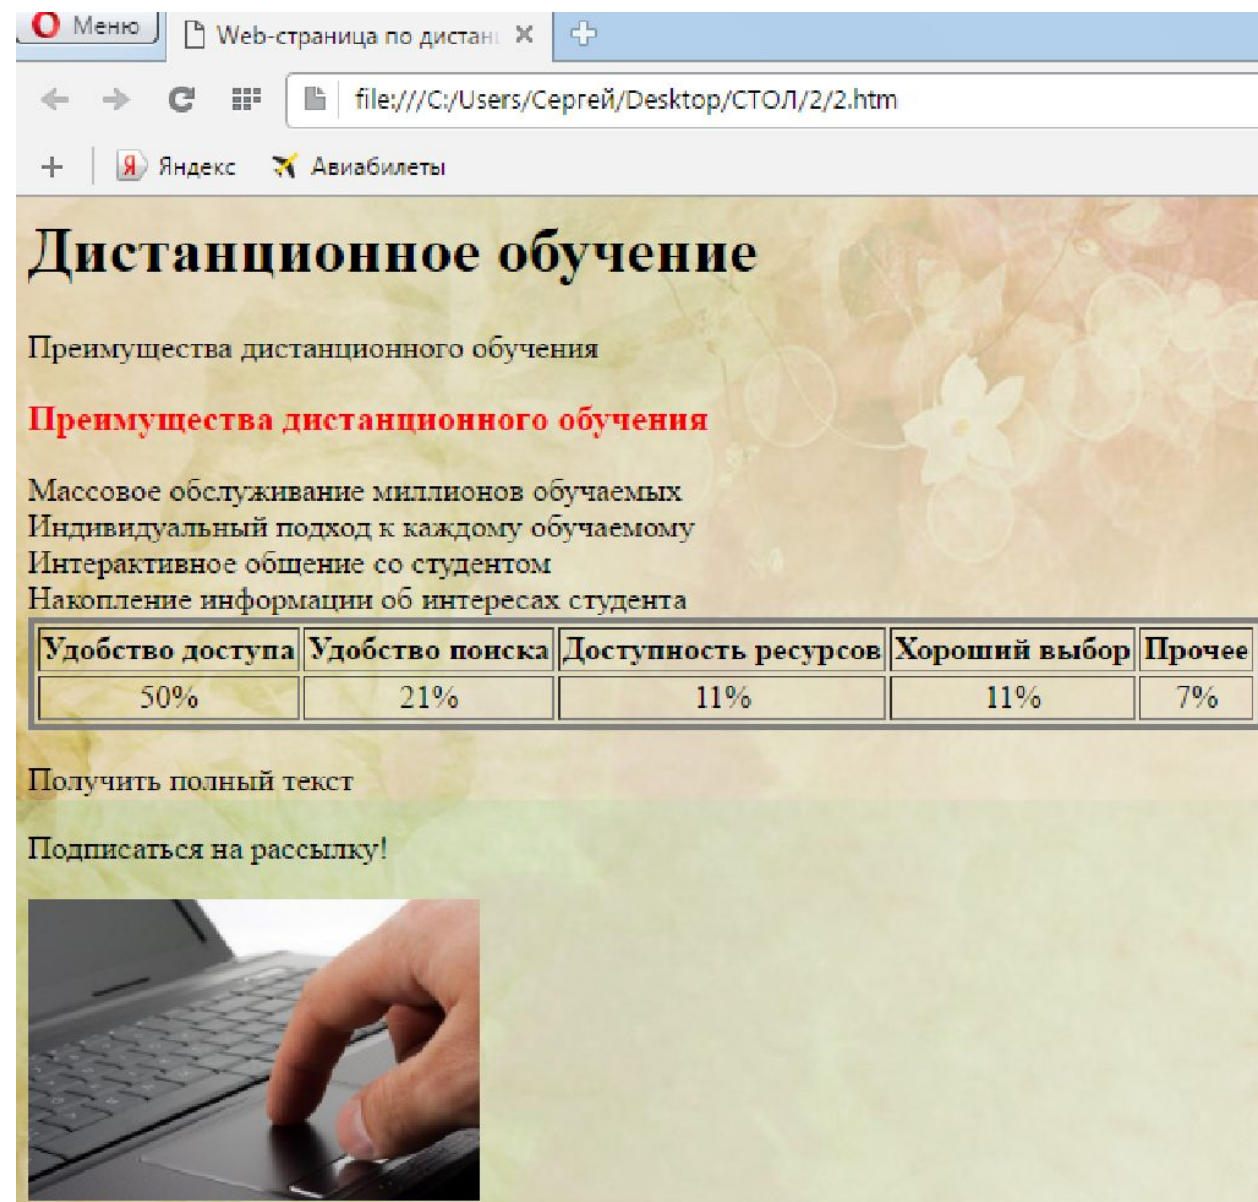 Меню
Web-страница по дистан
file:///C:/Users/Сергей/Desktop/СТОЛ/2/2.htm
Яндекс Авиабилеты
Дистанционное обучение
Преимущества дистанционного обучения
Преимущества дистанционного обучения
Массовое обслуживание миллионов обучаемых
Индивидуальный подход к каждому обучаемому
Интерактивное общение со студентом
Накопление информации об интересах студента
Удобство доступа Удобство поиска Доступность ресурсов Хороший выбор Прочее
50% 21% 11% 11% 7%
Получить полный текст
Подписаться на рассылку!